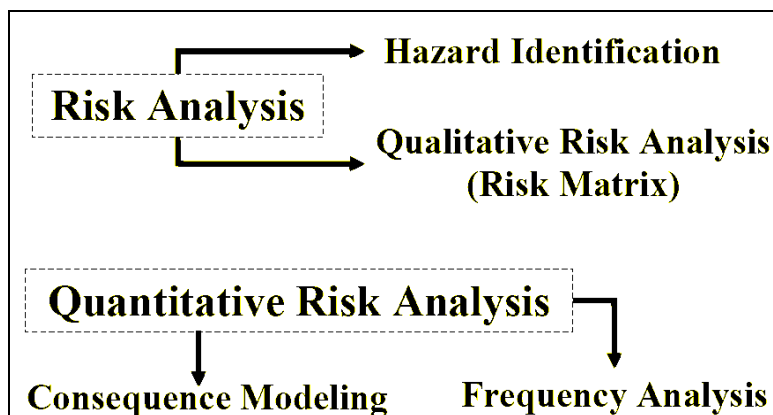 Hazard Identification
Risk Analysis
Qualitative Risk Analysis
(Risk Matrix)
Quantitative Risk Analysis
Consequence Modeling
Frequency Analysis